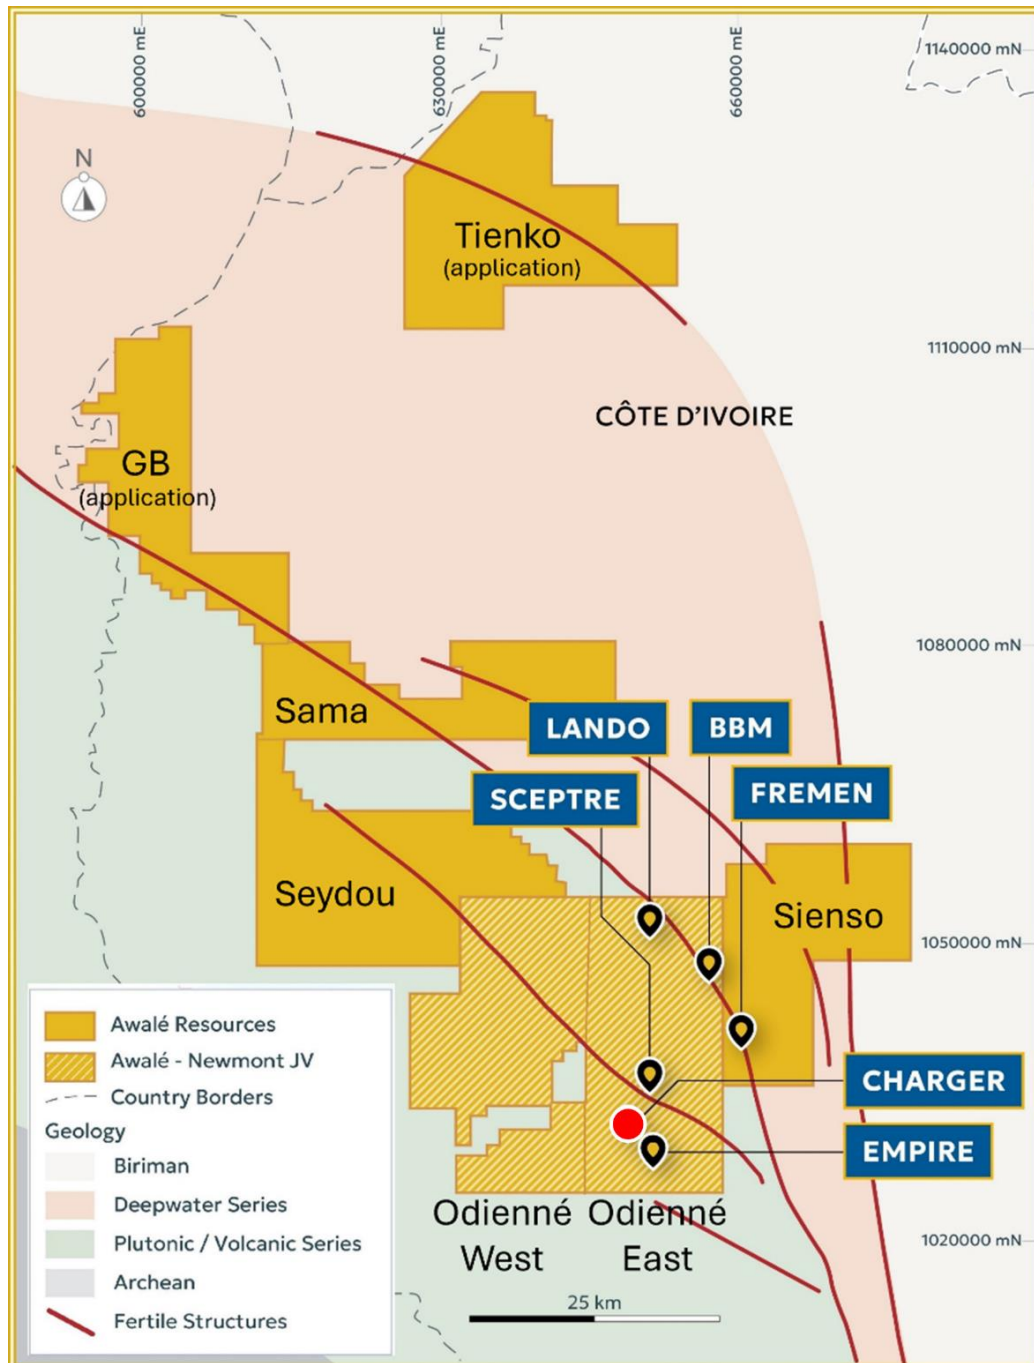 600000 mE
630000 mE
660000 mE
1140000 mN
N
Tienko
(application)
1110000 mN
CÔTE D'IVOIRE
GB
(application)
1080000 mN
Sama
LANDO
BBM
SCEPTRE
FREMEN
Seydou
Sienso
1050000 mN
Awalé Resources
Awalé - Newmont JV
Country Borders
Geology
Biriman
Deepwater Series
Plutonic / Volcanic Series
Archean
Fertile Structures
CHARGER
EMPIRE
Odienné
West
Odienné
East
1020000 mN
25 km